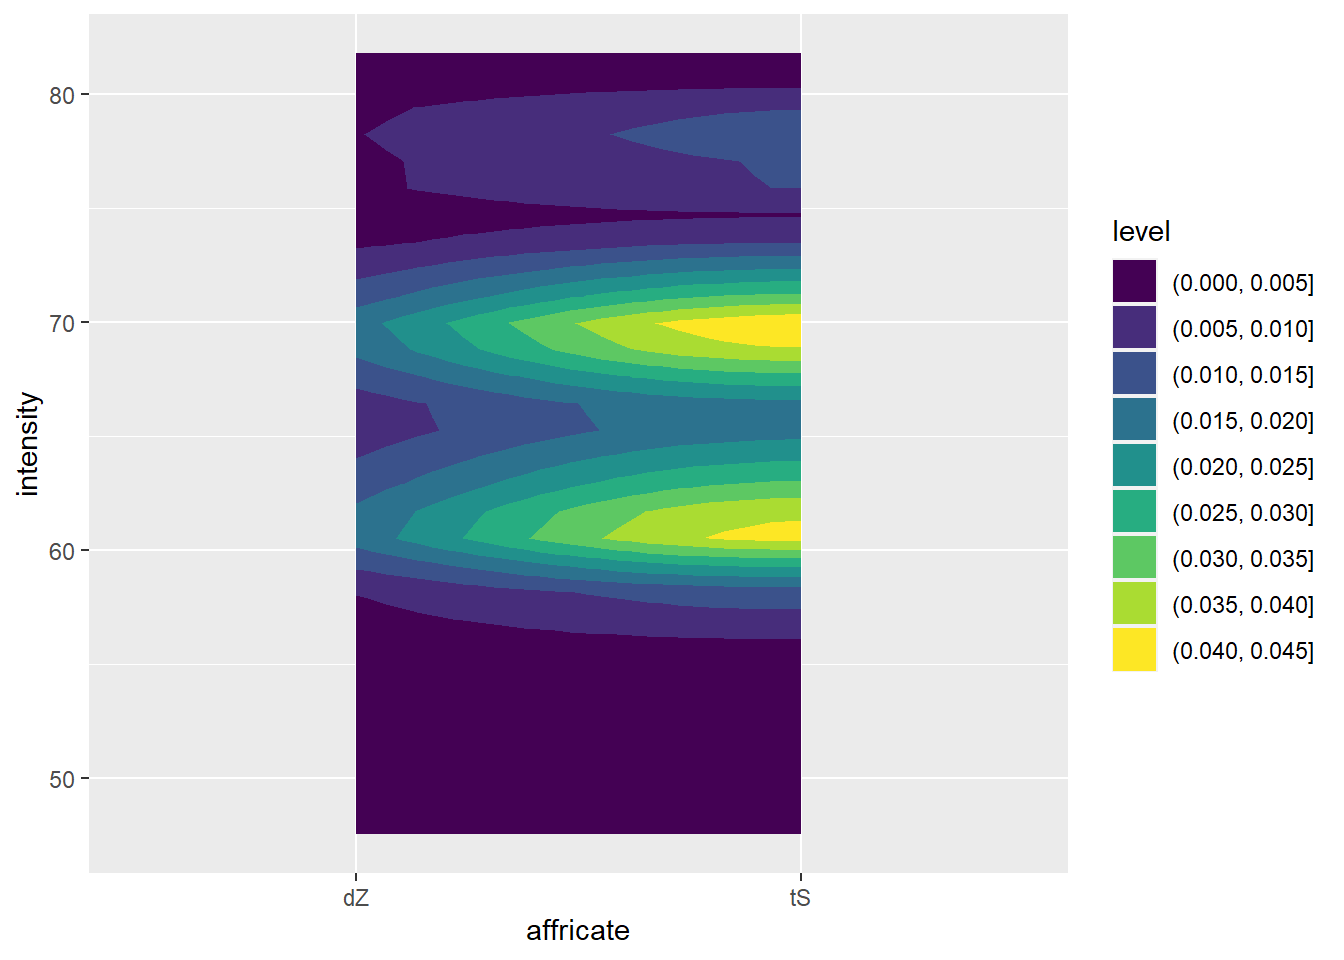 80
70
60
50
intensity
dZ
tS
affricate
level
(0.000, 0.005]
(0.005, 0.010]
(0.010, 0.015]
(0.015, 0.020]
(0.020, 0.025]
(0.025, 0.030]
(0.030, 0.035]
(0.035, 0.040]
(0.040, 0.045]